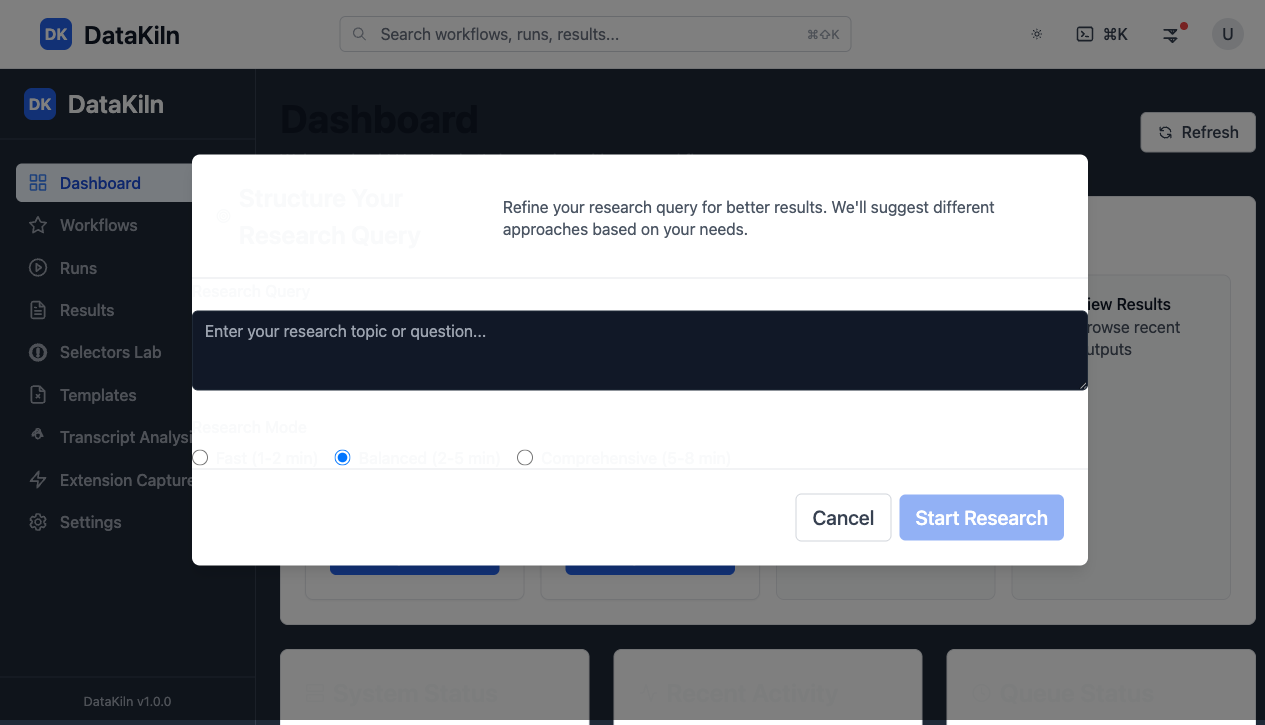 DK DataKiln
Search workflows, runs, results...
⌘⇧K
⌘K
U
DK DataKiln
Dashboard
Refresh
Dashboard
Workflows
Runs
Results
Selectors Lab
Templates
Transcript Analysi
Extension Capture
Settings
DataKiln v1.0.0
Structure Your
Research Query
Refine your research query for better results. We'll suggest different
approaches based on your needs.
Research Query
Enter your research topic or question...
Research Mode
Fast (1-2 min)
Balanced (2-5 min)
Comprehensive (5-8 min)
Cancel
Start Research
iew Results
rowse recent
utputs
System Status
Recent Activity
Queue Status